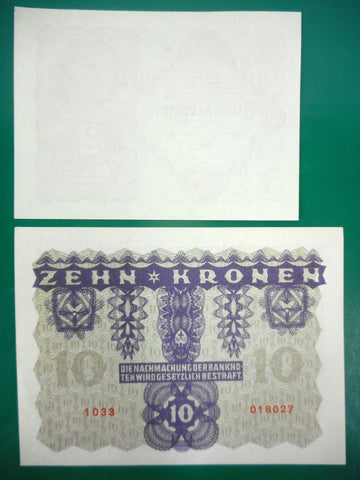 ZEHN ★ KRONEN
10 10
DIE NACHMACHUNG DER BANKNO-
TEN WIRD GESETZLICH BESTRAFT.
1033 10 018027